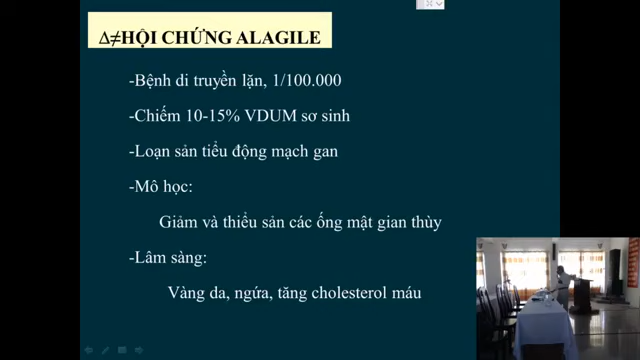 Δ≠HỘI CHỨNG ALAGILE
-Bệnh di truyền lặn, 1/100.000
-Chiếm 10-15% VDUM sơ sinh
-Loạn sản tiểu động mạch gan
-Mô học:
Giảm và thiểu sản các ống mật gian thùy
-Lâm sàng:
Vàng da, ngứa, tăng cholesterol máu